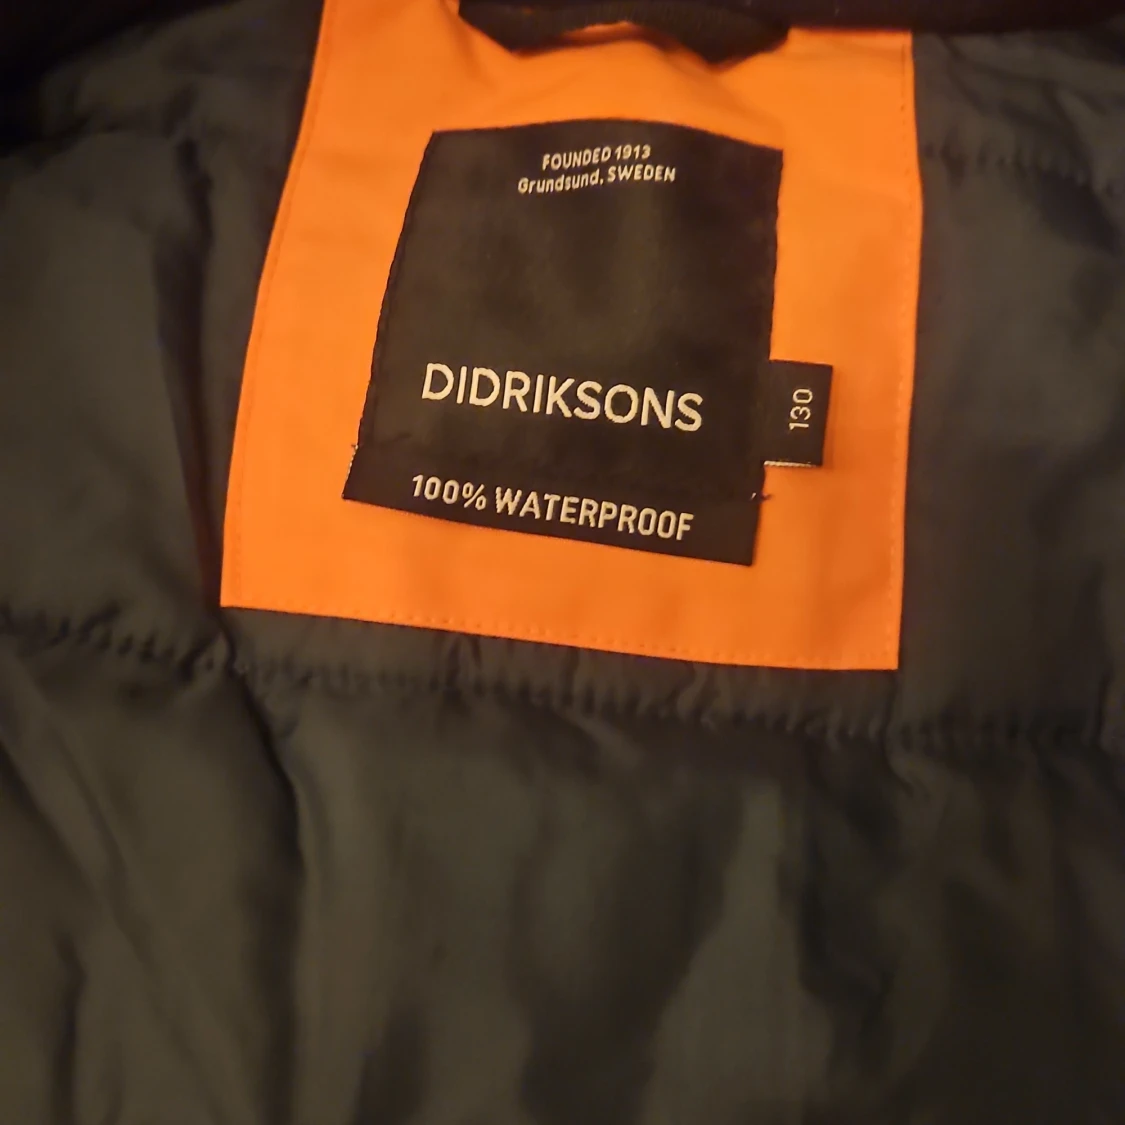 FOUNDED 1913
Grundsund, SWEDEN
DIDRIKSONS
130
100% WATERPROOF